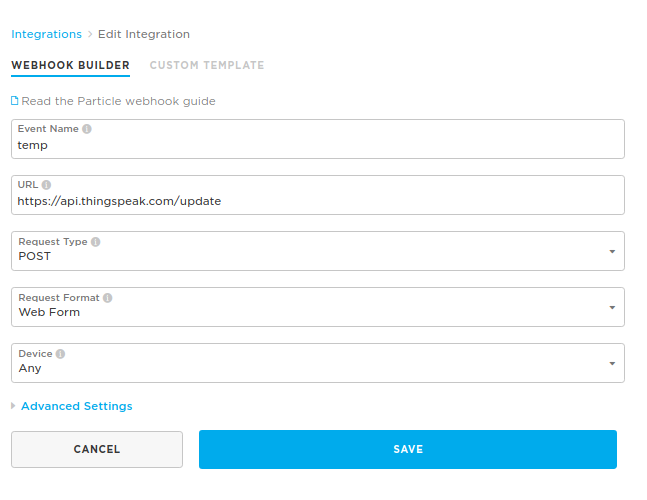 Integrations > Edit Integration
WEBHOOK BUILDER CUSTOM TEMPLATE
Read the Particle webhook guide
Event Name
temp
URL
https://api.thingspeak.com/update
Request Type
POST
Request Format
Web Form
Device
Any
Advanced Settings
CANCEL SAVE